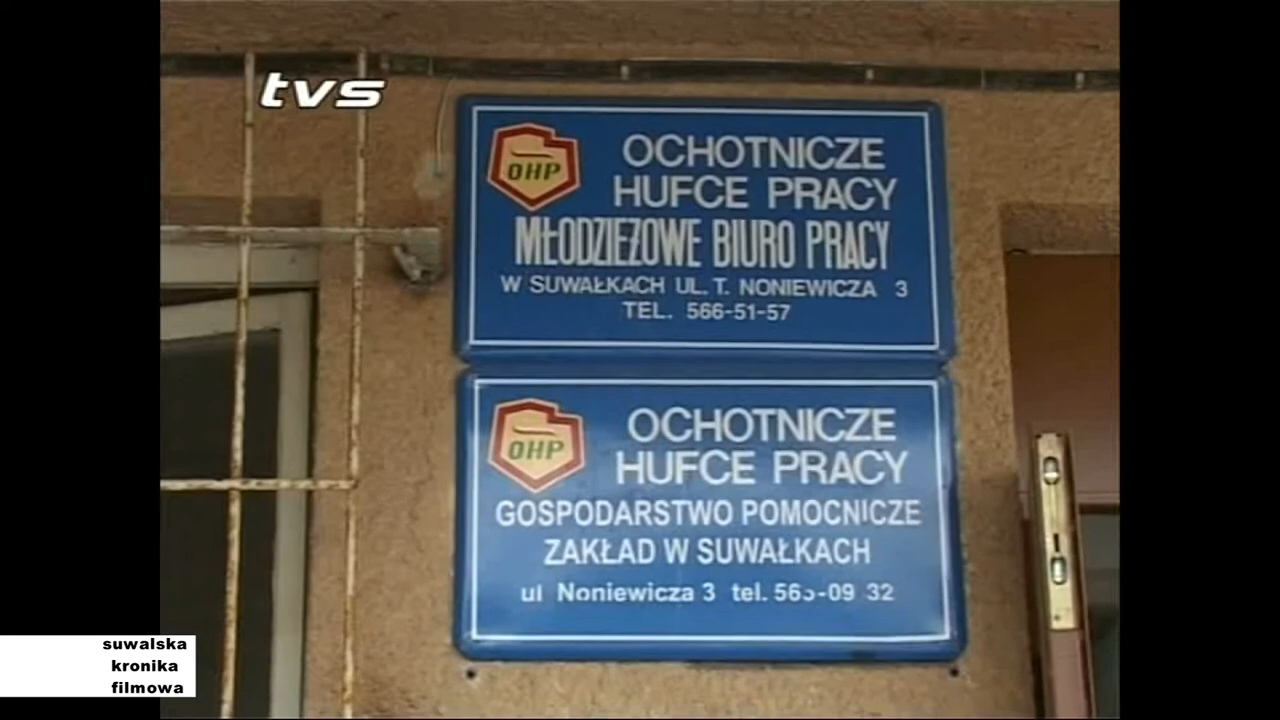 tvs
OHP
OCHOTNICZE
HUFCE PRACY
MŁODZIEŻOWE BIURO PRACY
W SUWAŁKACH UL. T. NONIEWICZA 3
TEL. 566-51-57
OHP
OCHOTNICZE
HUFCE PRACY
GOSPODARSTWO POMOCNICZE
ZAKŁAD W SUWAŁKACH
ul Noniewicza 3 tel.
suwalska
kronika
filmowa